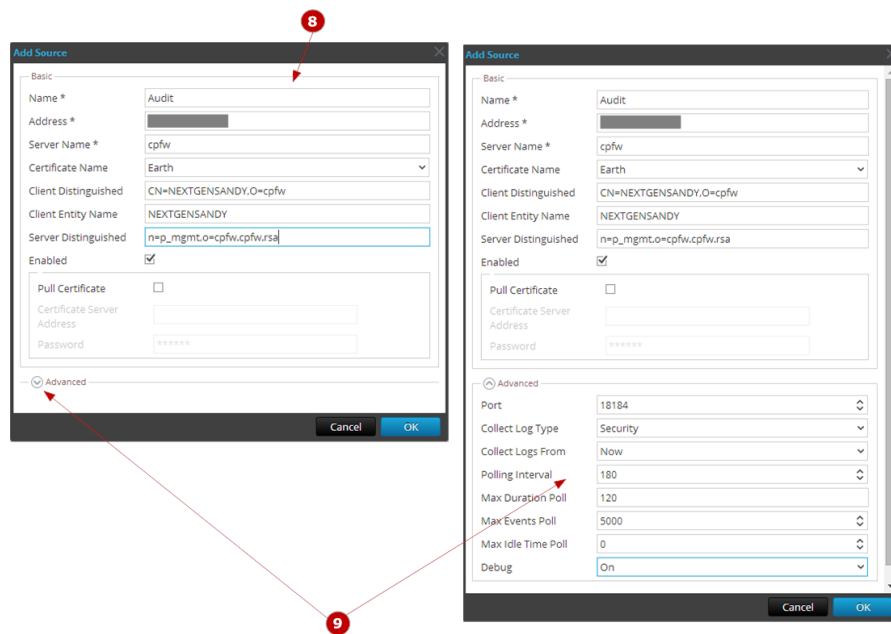 8
Add Source
Basic
Name * Audit
Address *
Server Name * cpfw
Certificate Name Earth
Client Distinguished CN=NEXTGENSANDY,O=cpfw
Client Entity Name NEXTGENSANDY
Server Distinguished n=p_mgmt.o=cpfw.cpfw.rsa
Enabled
Pull Certificate
Certificate Server
Address
Password ******
Advanced
Cancel OK
Add Source
Basic
Name * Audit
Address *
Server Name * cpfw
Certificate Name Earth
Client Distinguished CN=NEXTGENSANDY,O=cpfw
Client Entity Name NEXTGENSANDY
Server Distinguished n=p_mgmt.o=cpfw.cpfw.rsa
Enabled
Pull Certificate
Certificate Server
Address
Password ******
Advanced
Port 18184
Collect Log Type Security
Collect Logs From Now
Polling Interval 180
Max Duration Poll 120
Max Events Poll 5000
Max Idle Time Poll 0
Debug On
Cancel OK
9